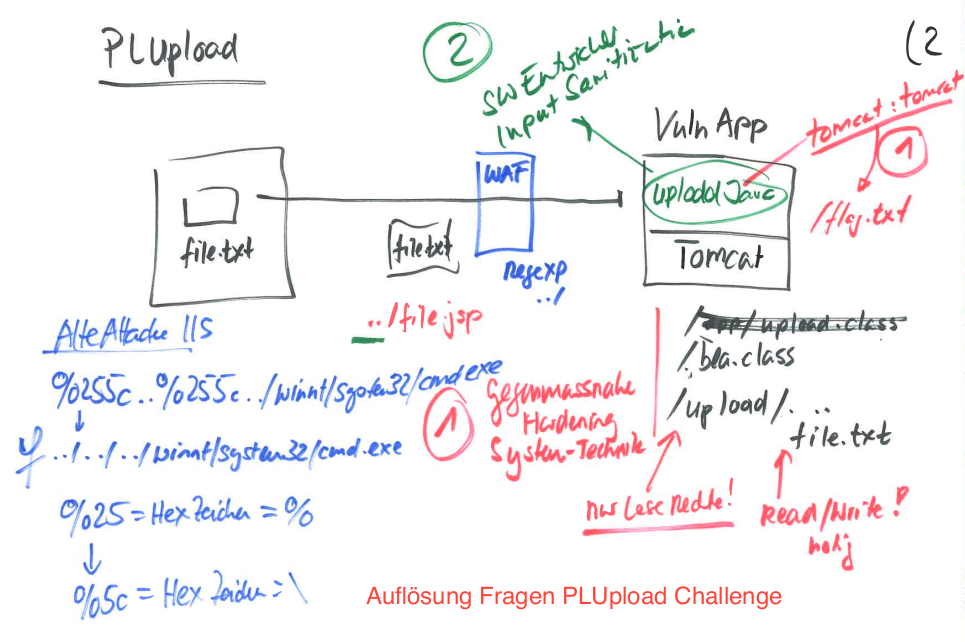 PLUpload
2
(2
SW Entwickler
Input Sanitization
VulnApp
tomcat : tomcat
1
/flag.txt
WAF
upload Java
Tomcat
file.txt
file.txt
Regexp
../
../file.jsp
/app/upload.class
/bla.class
/upload/. ..
file.txt
Alte Attacke IIS
%255c..%255c../winnt/system32/cmd.exe
../../../winnt/system32/cmd.exe
%25 = Hex Zeichen = %
%5c = Hex Zeichen = \
1
Gegenmassnahme
Hardening
System-Technik
nur Lese Rechte!
Read/Write!
nötig
Auflösung Fragen PLUpload Challenge